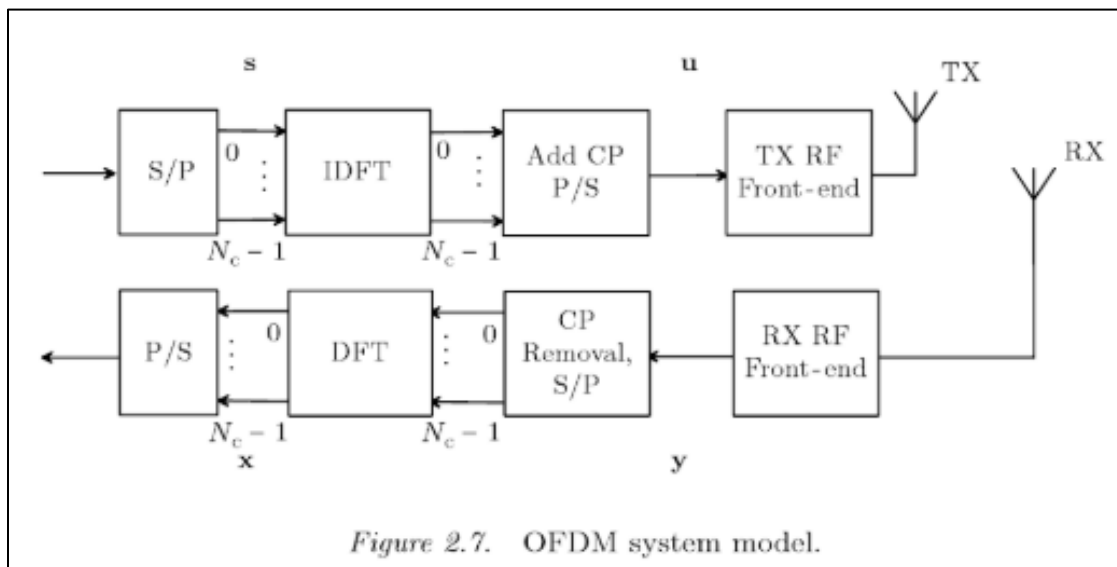 s
u
TX
S/P
0
⋮
N_c – 1
IDFT
0
⋮
N_c – 1
Add CP
P/S
TX RF
Front-end
RX
P/S
0
⋮
N_c – 1
DFT
0
⋮
N_c – 1
CP
Removal,
S/P
RX RF
Front-end
x
y
Figure 2.7. OFDM system model.